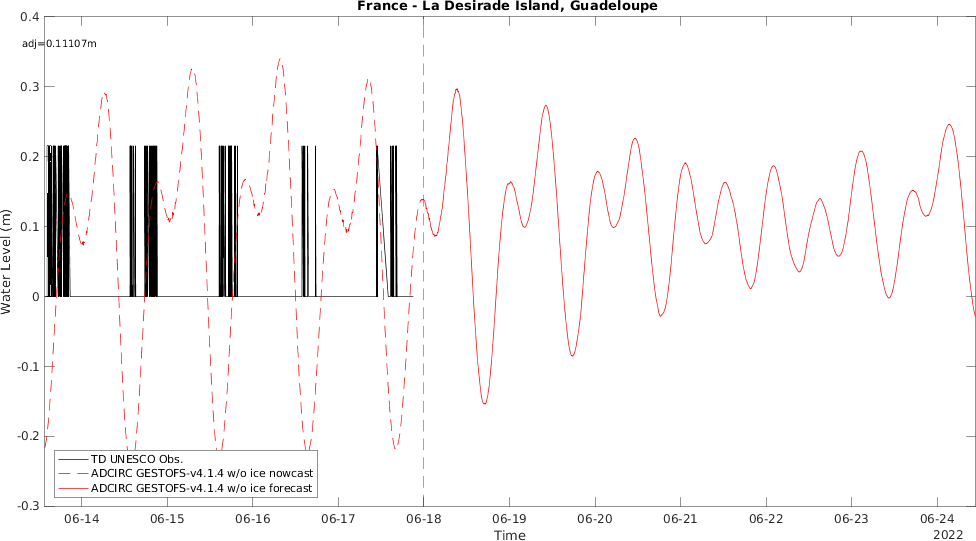 France - La Desirade Island, Guadeloupe
adj=0.11107m
0.4
0.3
0.2
0.1
0
-0.1
-0.2
-0.3
Water Level (m)
TD UNESCO Obs.
ADCIRC GESTOFS-v4.1.4 w/o ice nowcast
ADCIRC GESTOFS-v4.1.4 w/o ice forecast
06-14 06-15 06-16 06-17 06-18 06-19 06-20 06-21 06-22 06-23 06-24
Time
2022